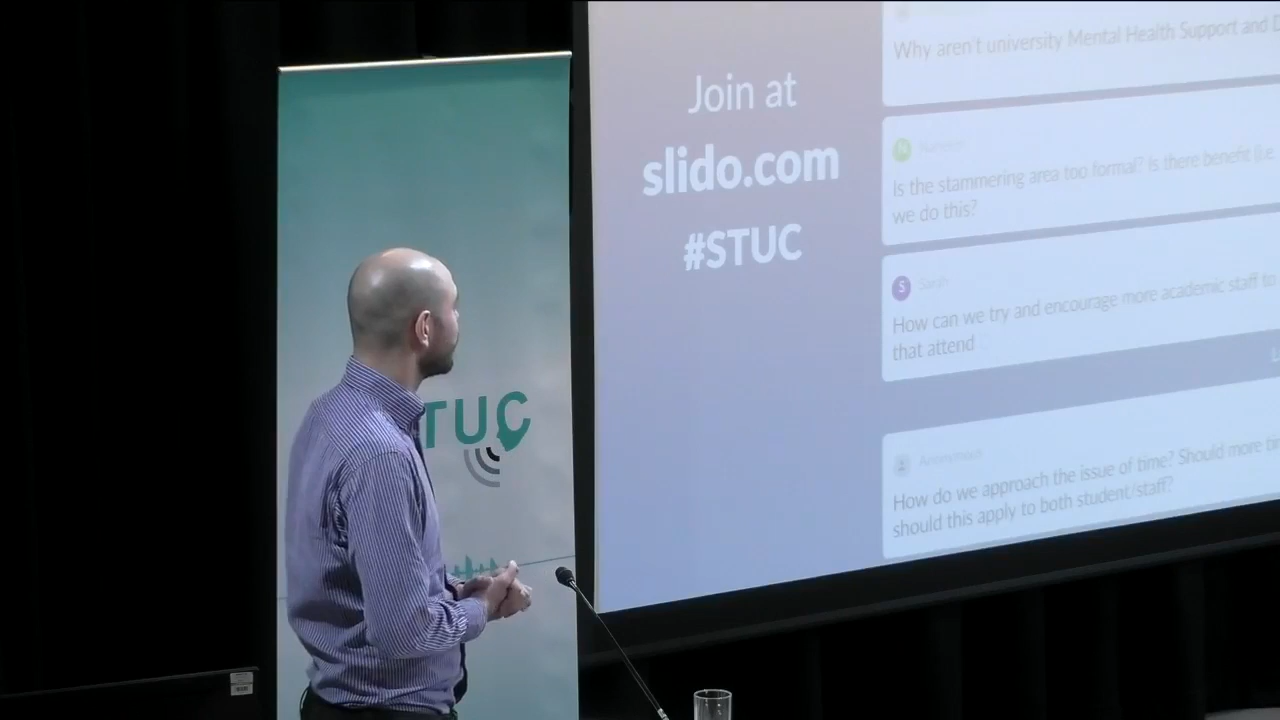 Join at
slido.com
#STUC
Why aren't university Mental Health Support and
Is the stammering area too formal? Is there benefit (i.e.
we do this?
S Sarah
How can we try and encourage more academic staff to
that attend
Anonymous
How do we approach the issue of time? Should more
should this apply to both student/staff?
TUC